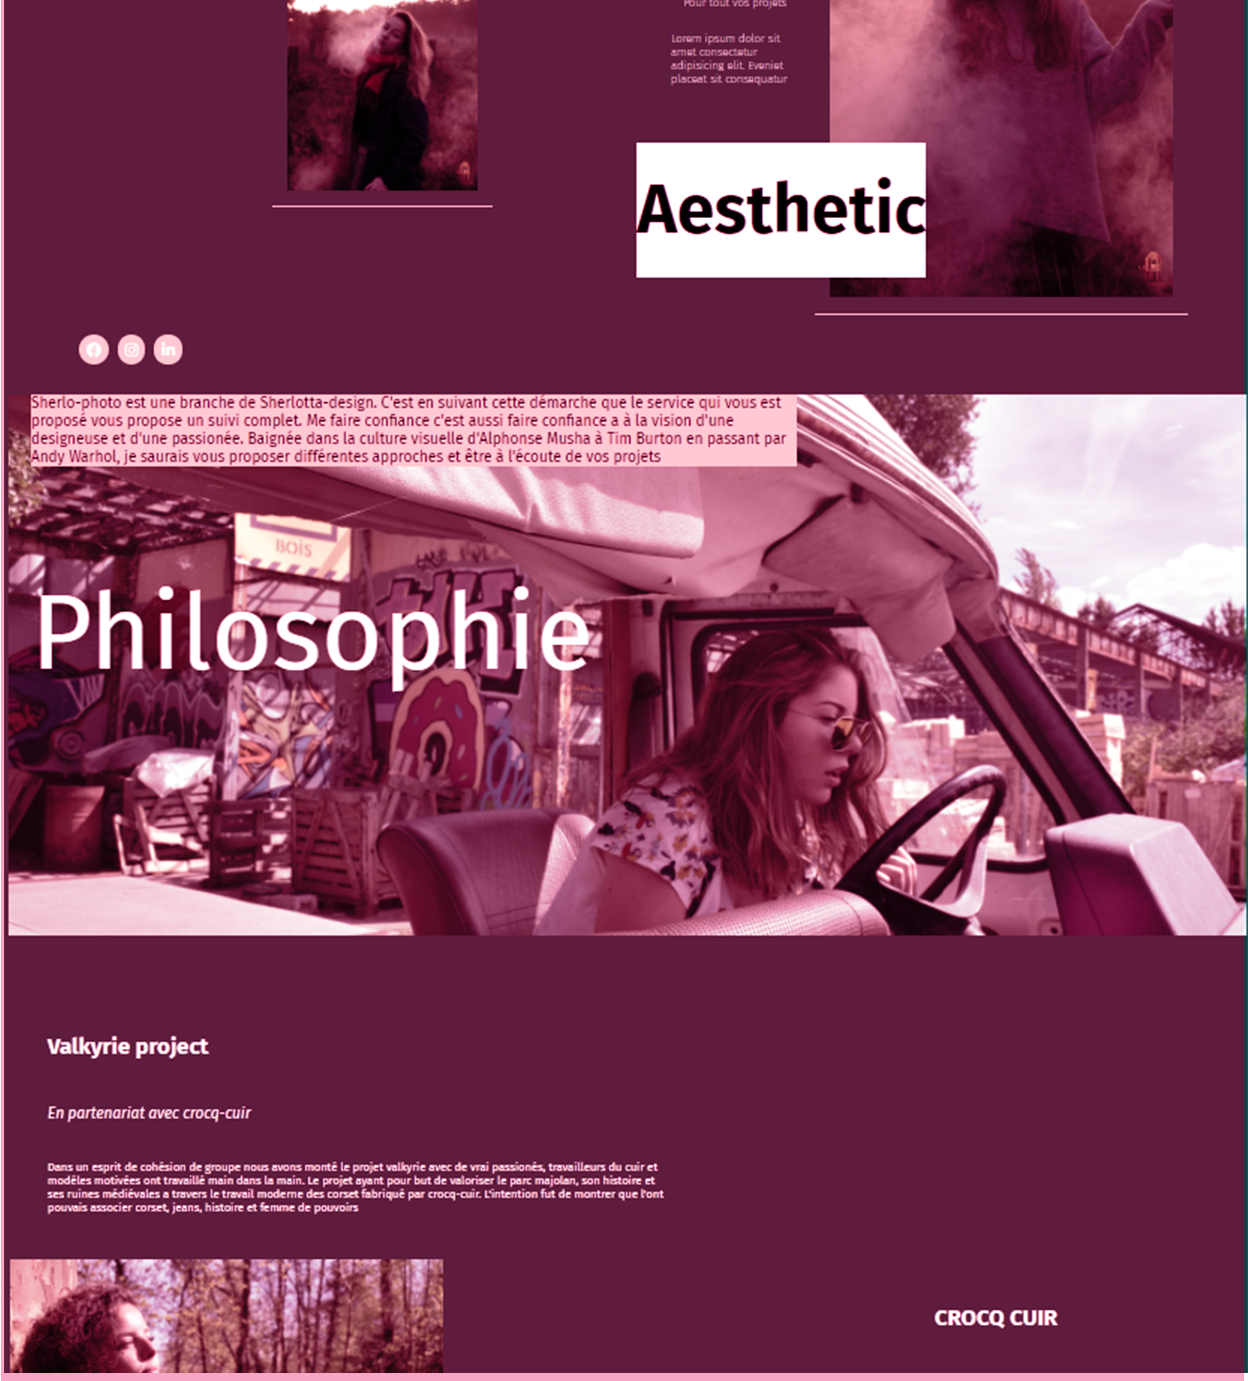 Pour tout vos projets
Lorem ipsum dolor sit
amet consectetur
adipisicing elit. Eveniet
placeat sit consequatur
Aesthetic
Sherlo-photo est une branche de Sherlotta-design. C'est en suivant cette démarche que le service qui vous est
proposé vous propose un suivi complet. Me faire confiance c'est aussi faire confiance a à la vision d'une
designeuse et d'une passionée. Baignée dans la culture visuelle d'Alphonse Musha à Tim Burton en passant par
Andy Warhol, je saurais vous proposer différentes approches et être à l'écoute de vos projets
BOIS
Philosophie
Valkyrie project
En partenariat avec crocq-cuir
Dans un esprit de cohésion de groupe nous avons monté le projet valkyrie avec de vrai passionés, travailleurs du cuir et
modèles motivées ont travaillé main dans la main. Le projet ayant pour but de valoriser le parc majolan, son histoire et
ses ruines médiévales a travers le travail moderne des corset fabriqué par crocq-cuir. L'intention fut de montrer que l'ont
pouvais associer corset, jeans, histoire et femme de pouvoirs
CROCQ CUIR